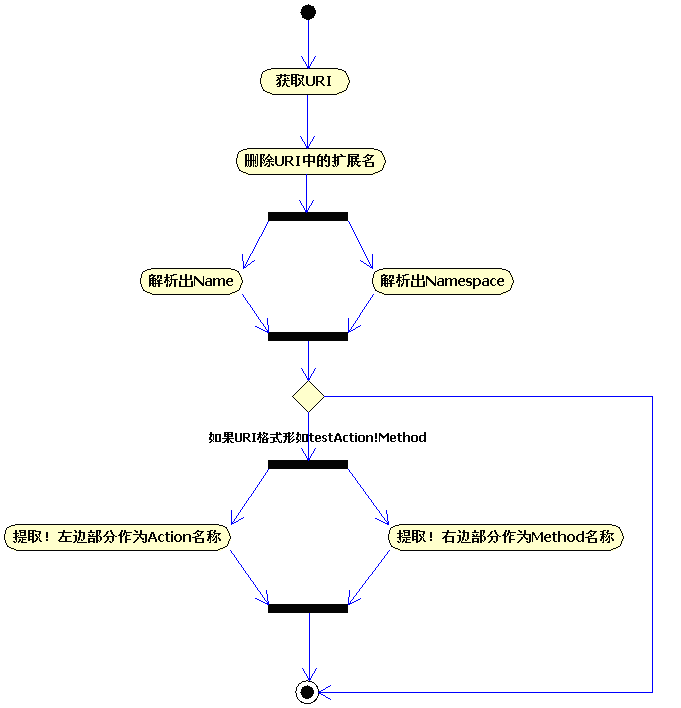 获取URI
删除URI中的扩展名
解析出Name
解析出Namespace
如果URI格式形如testAction!Method
提取！左边部分作为Action名称
提取！右边部分作为Method名称